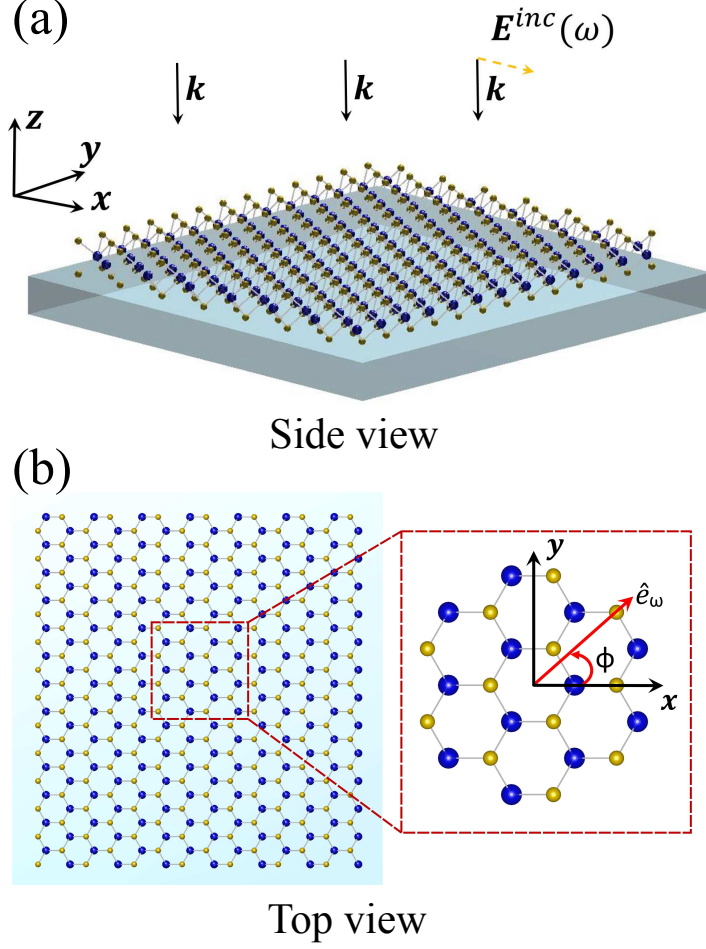 (a)
𝑬^{𝑖𝑛𝑐}(𝜔)
𝒌 𝒌 𝒌
𝒛
𝒚
𝒙
Side view
(b)
𝒚
ê_ω
ϕ
𝒙
Top view